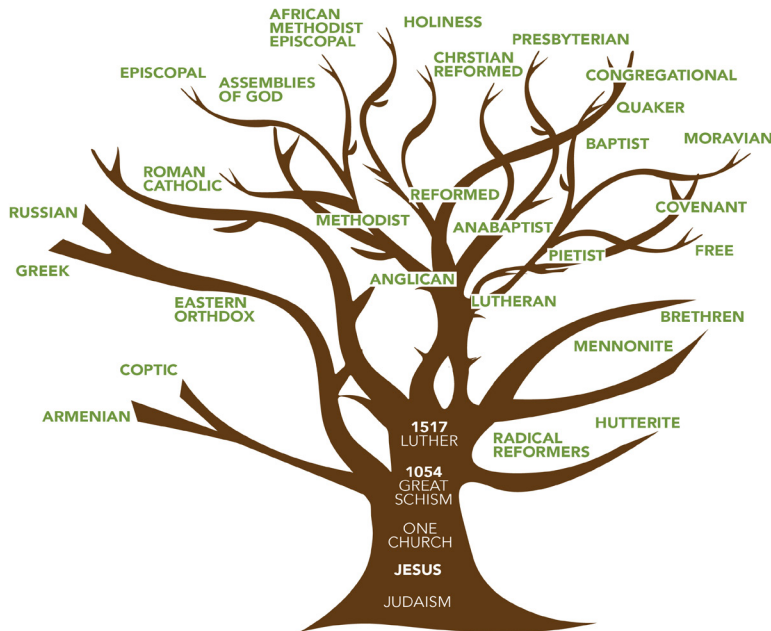 AFRICAN
METHODIST
EPISCOPAL
HOLINESS
PRESBYTERIAN
EPISCOPAL
ASSEMBLIES
OF GOD
CHRSTIAN
REFORMED
CONGREGATIONAL
QUAKER
BAPTIST
MORAVIAN
ROMAN
CATHOLIC
REFORMED
METHODIST
ANABAPTIST
COVENANT
RUSSIAN
PIETIST
FREE
GREEK
ANGLICAN
LUTHERAN
EASTERN
ORTHDOX
BRETHREN
MENNONITE
COPTIC
ARMENIAN
HUTTERITE
RADICAL
REFORMERS
1517
LUTHER
1054
GREAT
SCHISM
ONE
CHURCH
JESUS
JUDAISM